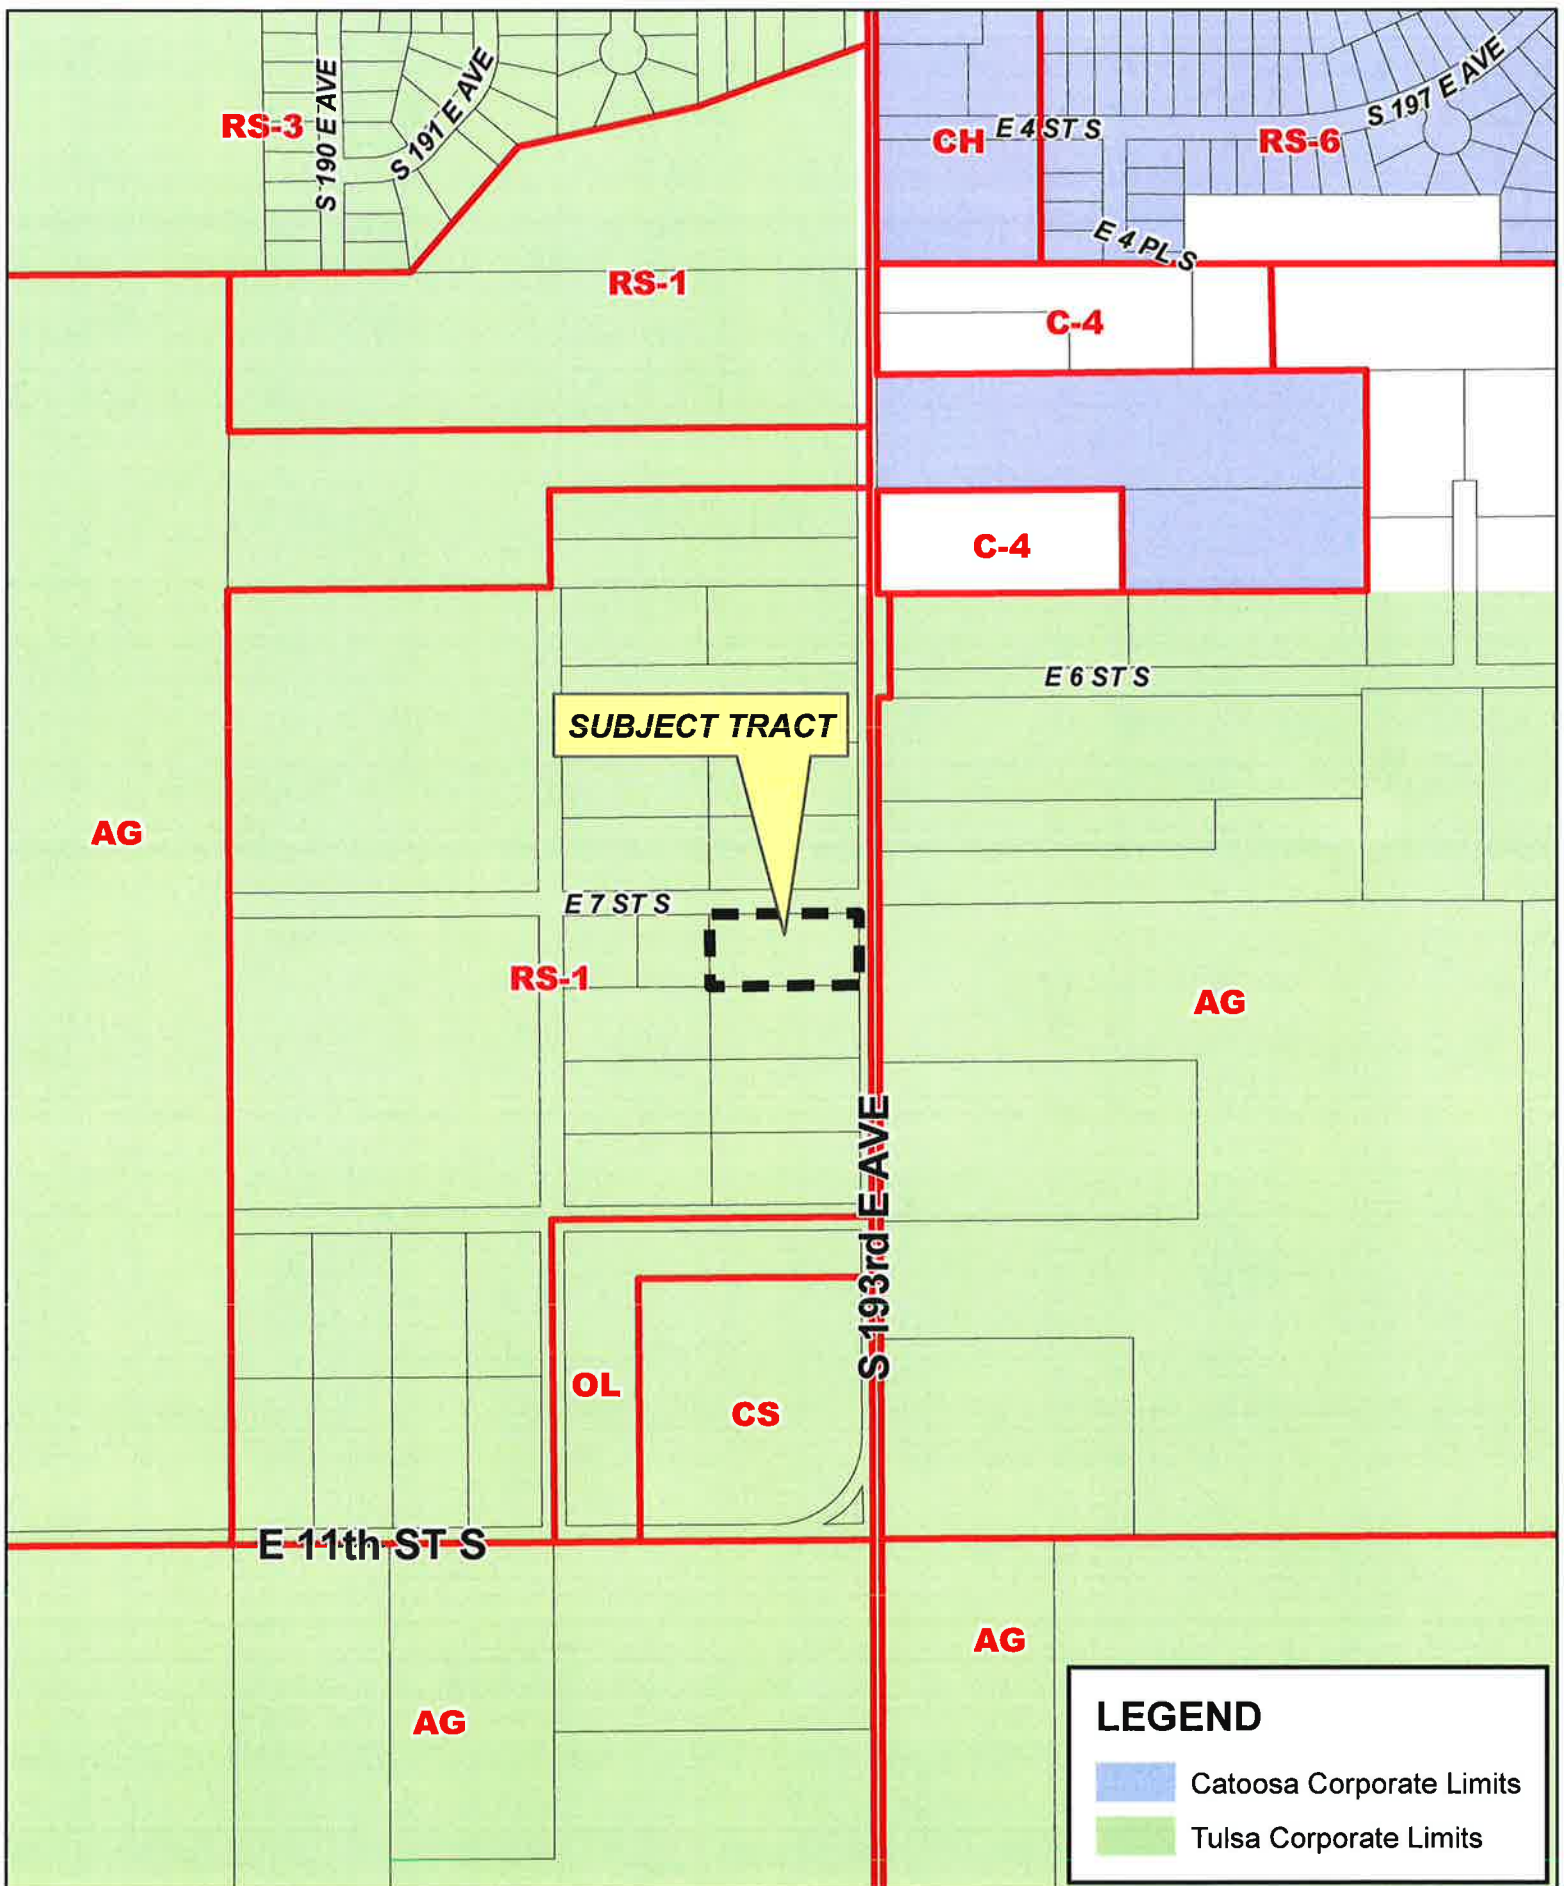 S 197 E AVE
S 191 E AVE
S 190 E AVE
RS-3
CH
E 4 ST S
RS-6
E 4 PL S
RS-1
C-4
C-4
E 6 ST S
SUBJECT TRACT
AG
E 7 ST S
RS-1
AG
S 193rd E AVE
OL
CS
E 11th ST S
AG
AG
LEGEND
Catoosa Corporate Limits
Tulsa Corporate Limits